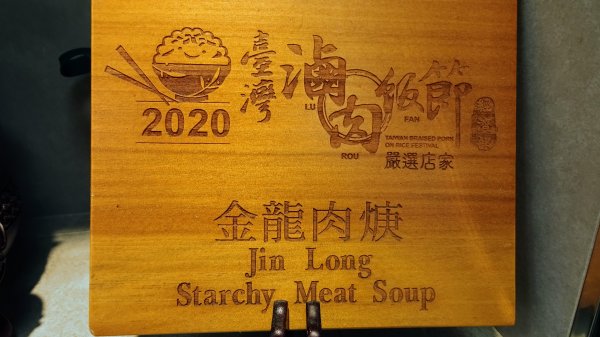 2020
臺灣滷肉飯節
LU
ROU
FAN
TAIWAN BRAISED PORK
ON RICE FESTIVAL
嚴選店家
金龍肉焿
Jin Long
Starchy Meat Soup